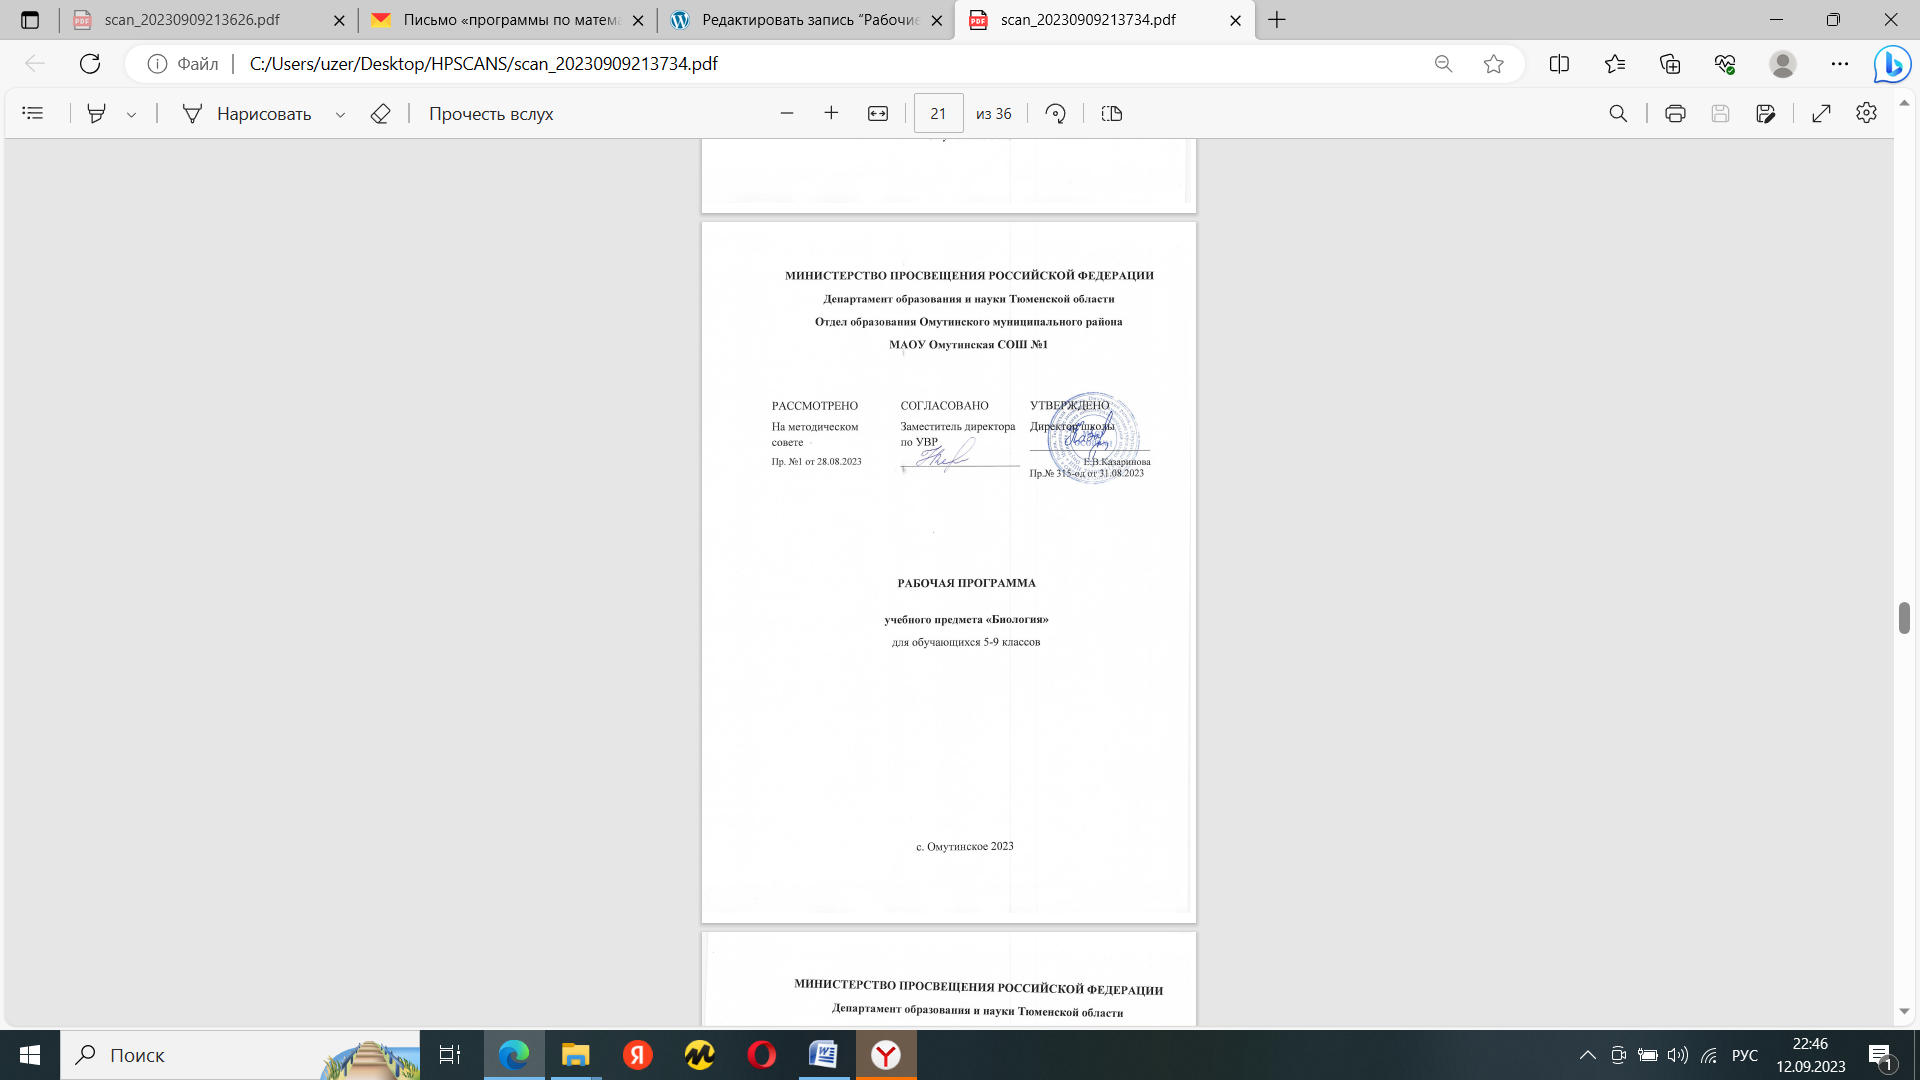 scan_20230909213626.pdf
Письмо «программы по матема
Редактировать запись "Рабочие
scan_20230909213734.pdf
Файл
C:/Users/uzer/Desktop/HPSCANS/scan_20230909213734.pdf
Нарисовать
Прочесть вслух
21
из 36
МИНИСТЕРСТВО ПРОСВЕЩЕНИЯ РОССИЙСКОЙ ФЕДЕРАЦИИ
Департамент образования и науки Тюменской области
Отдел образования Омутинского муниципального района
МАОУ Омутинская СОШ №1
РАССМОТРЕНО
На методическом
совете
Пр. №1 от 28.08.2023
СОГЛАСОВАНО
Заместитель директора
по УВР
УТВЕРЖДЕНО
Директор школы
Е.В.Казаринова
Пр.№ 315-од от 31.08.2023
РАБОЧАЯ ПРОГРАММА
учебного предмета «Биология»
для обучающихся 5-9 классов
с. Омутинское 2023
МИНИСТЕРСТВО ПРОСВЕЩЕНИЯ РОССИЙСКОЙ ФЕДЕРАЦИИ
Департамент образования и науки Тюменской области
Поиск
РУС
22:46
12.09.2023
1